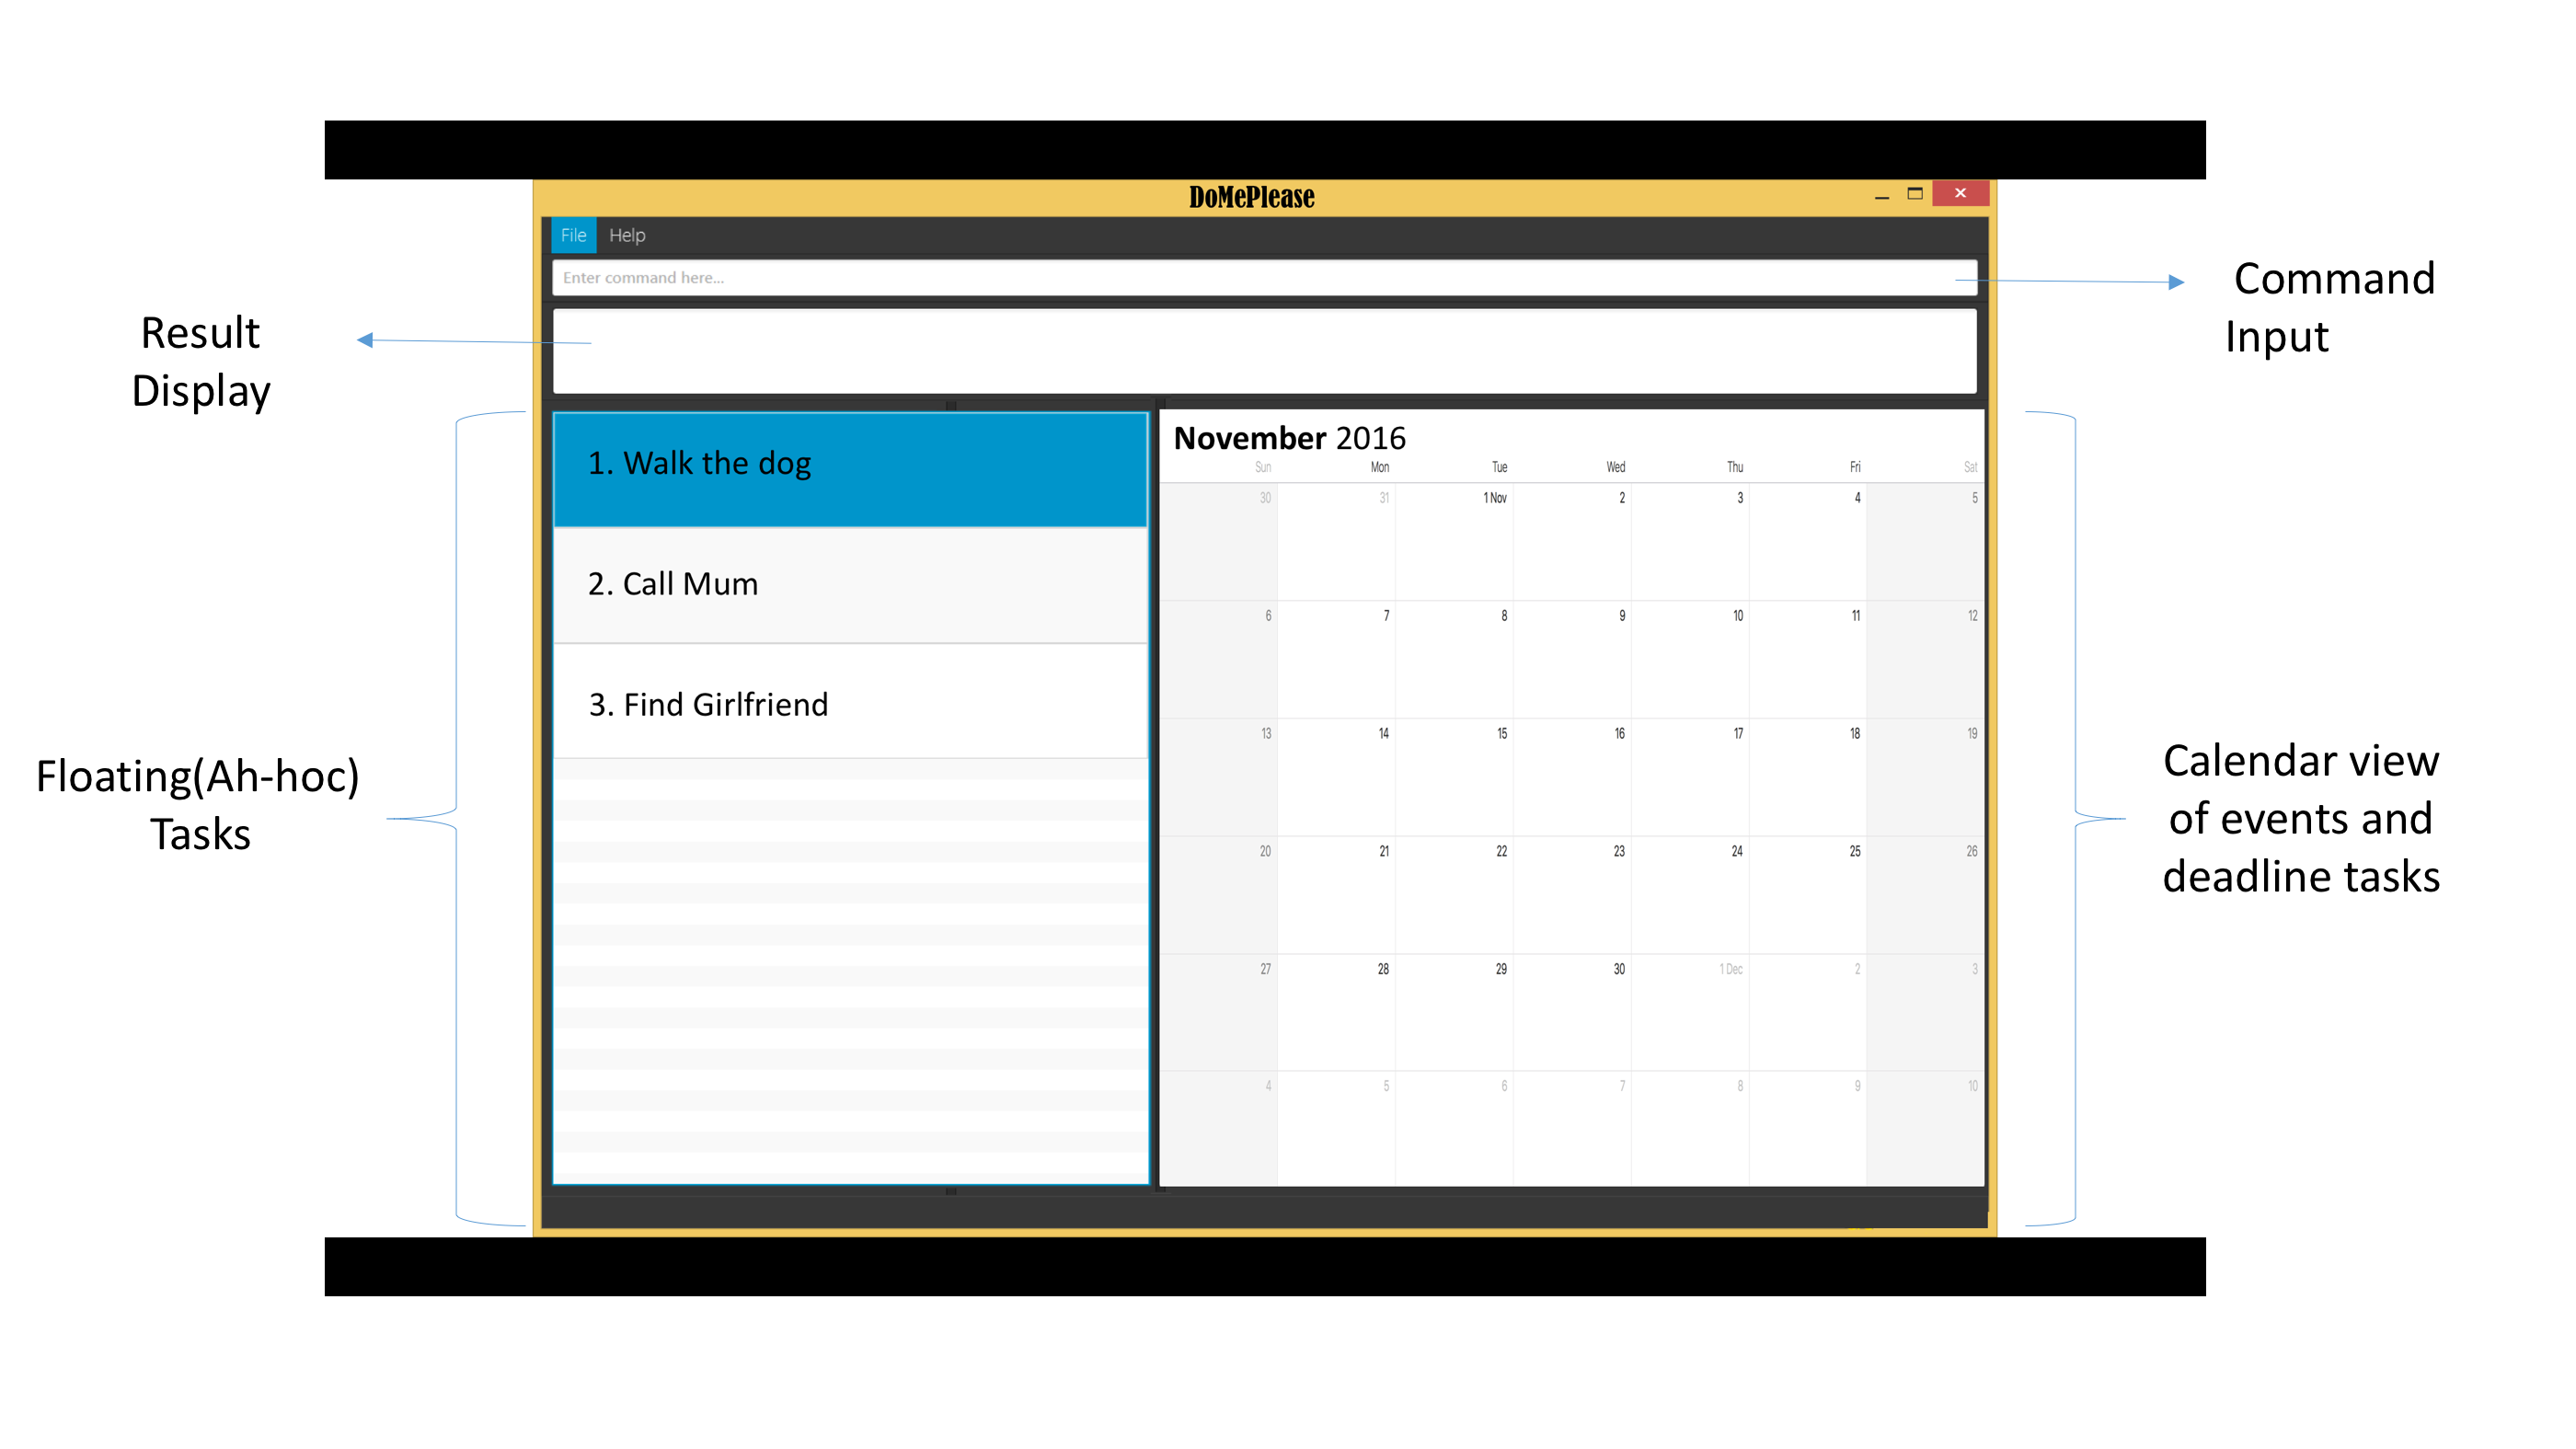 DoMePlease
File Help
Enter command here...
Command
Input
Result
Display
1. Walk the dog
2. Call Mum
3. Find Girlfriend
Floating(Ah-hoc)
Tasks
November 2016
Sun Mon Tue Wed Thu Fri Sat
30 31 1 Nov 2 3 4 5
6 7 8 9 10 11 12
13 14 15 16 17 18 19
20 21 22 23 24 25 26
27 28 29 30 1 Dec 2 3
4 5 6 7 8 9 10
Calendar view
of events and
deadline tasks